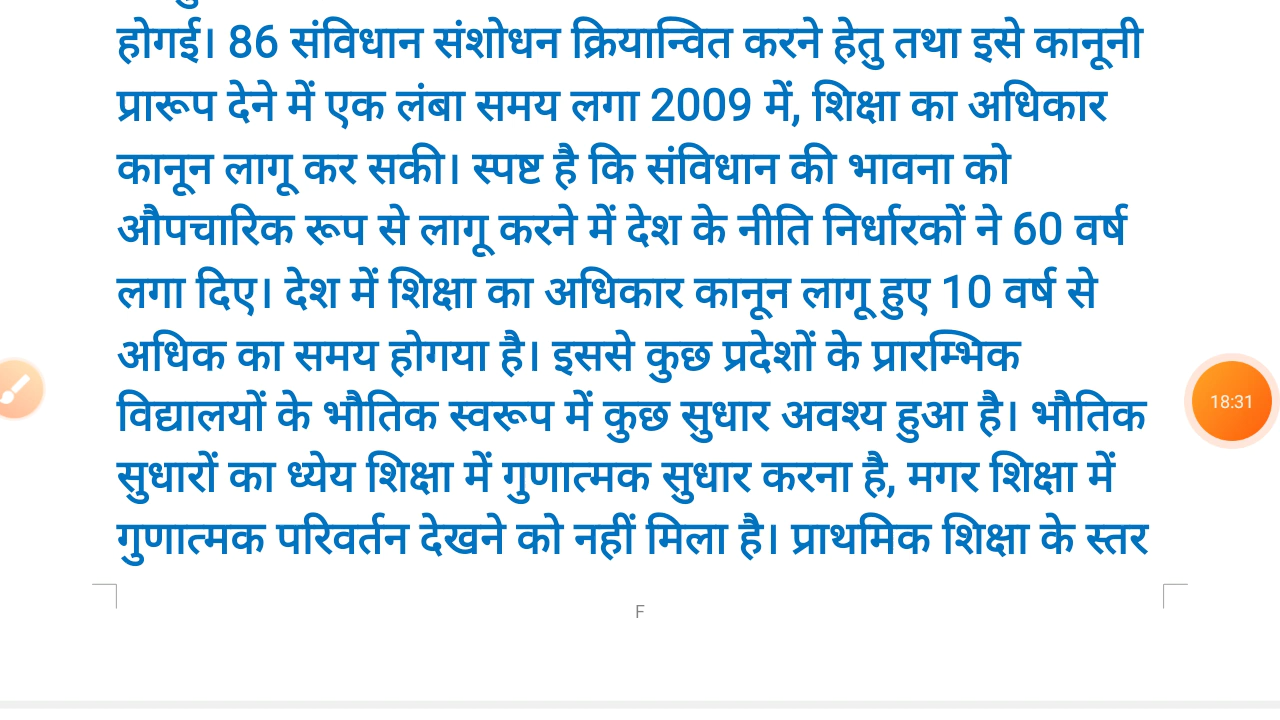 होगई। 86 संविधान संशोधन क्रियान्वित करने हेतु तथा इसे कानूनी
प्रारूप देने में एक लंबा समय लगा 2009 में, शिक्षा का अधिकार
कानून लागू कर सकी। स्पष्ट है कि संविधान की भावना को
औपचारिक रूप से लागू करने में देश के नीति निर्धारकों ने 60 वर्ष
लगा दिए। देश में शिक्षा का अधिकार कानून लागू हुए 10 वर्ष से
अधिक का समय होगया है। इससे कुछ प्रदेशों के प्रारम्भिक
विद्यालयों के भौतिक स्वरूप में कुछ सुधार अवश्य हुआ है। भौतिक
18:31
सुधारों का ध्येय शिक्षा में गुणात्मक सुधार करना है, मगर शिक्षा में
गुणात्मक परिवर्तन देखने को नहीं मिला है। प्राथमिक शिक्षा के स्तर
F